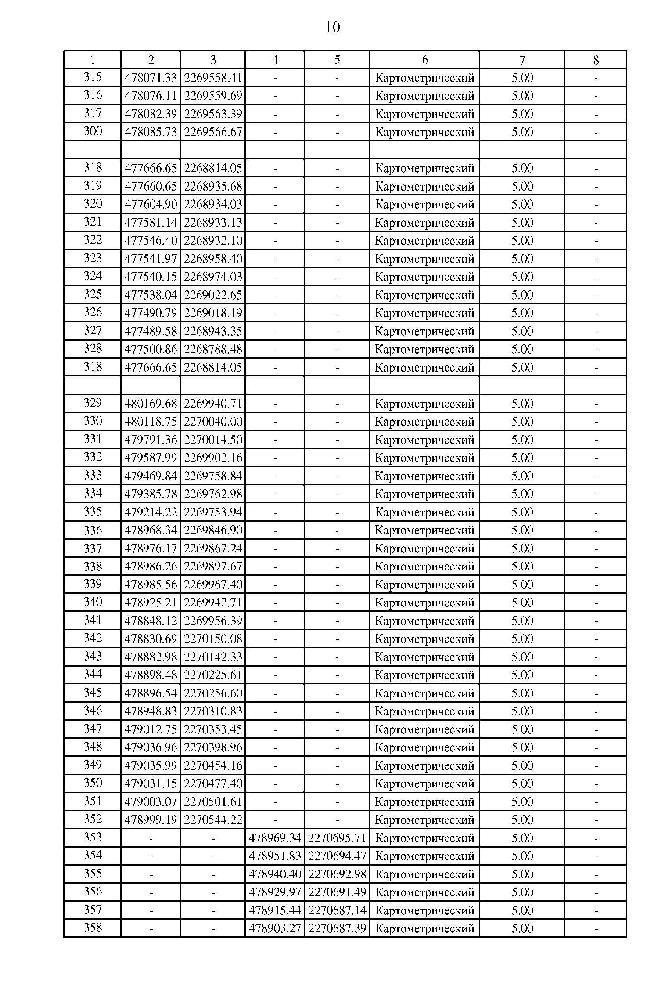 10
1 2 3 4 5 6 7 8
315 478071.33 2269558.41 - - Картометрический 5.00 -
316 478076.11 2269559.69 - - Картометрический 5.00 -
317 478082.39 2269563.39 - - Картометрический 5.00 -
300 478085.73 2269566.67 - - Картометрический 5.00 -
318 477666.65 2268814.05 - - Картометрический 5.00 -
319 477660.65 2268935.68 - - Картометрический 5.00 -
320 477604.90 2268934.03 - - Картометрический 5.00 -
321 477581.14 2268933.13 - - Картометрический 5.00 -
322 477546.40 2268932.10 - - Картометрический 5.00 -
323 477541.97 2268958.40 - - Картометрический 5.00 -
324 477540.15 2268974.03 - - Картометрический 5.00 -
325 477538.04 2269022.65 - - Картометрический 5.00 -
326 477490.79 2269018.19 - - Картометрический 5.00 -
327 477489.58 2268943.35 - - Картометрический 5.00 -
328 477500.86 2268788.48 - - Картометрический 5.00 -
318 477666.65 2268814.05 - - Картометрический 5.00 -
329 480169.68 2269940.71 - - Картометрический 5.00 -
330 480118.75 2270040.00 - - Картометрический 5.00 -
331 479791.36 2270014.50 - - Картометрический 5.00 -
332 479587.99 2269902.16 - - Картометрический 5.00 -
333 479469.84 2269758.84 - - Картометрический 5.00 -
334 479385.78 2269762.98 - - Картометрический 5.00 -
335 479214.22 2269753.94 - - Картометрический 5.00 -
336 478968.34 2269846.90 - - Картометрический 5.00 -
337 478976.17 2269867.24 - - Картометрический 5.00 -
338 478986.26 2269897.67 - - Картометрический 5.00 -
339 478985.56 2269967.40 - - Картометрический 5.00 -
340 478925.21 2269942.71 - - Картометрический 5.00 -
341 478848.12 2269956.39 - - Картометрический 5.00 -
342 478830.69 2270150.08 - - Картометрический 5.00 -
343 478882.98 2270142.33 - - Картометрический 5.00 -
344 478898.48 2270225.61 - - Картометрический 5.00 -
345 478896.54 2270256.60 - - Картометрический 5.00 -
346 478948.83 2270310.83 - - Картометрический 5.00 -
347 479012.75 2270353.45 - - Картометрический 5.00 -
348 479036.96 2270398.96 - - Картометрический 5.00 -
349 479035.99 2270454.16 - - Картометрический 5.00 -
350 479031.15 2270477.40 - - Картометрический 5.00 -
351 479003.07 2270501.61 - - Картометрический 5.00 -
352 478999.19 2270544.22 - - Картометрический 5.00 -
353 - - 478969.34 2270695.71 Картометрический 5.00 -
354 - - 478951.83 2270694.47 Картометрический 5.00 -
355 - - 478940.40 2270692.98 Картометрический 5.00 -
356 - - 478929.97 2270691.49 Картометрический 5.00 -
357 - - 478915.44 2270687.14 Картометрический 5.00 -
358 - - 478903.27 2270687.39 Картометрический 5.00 -